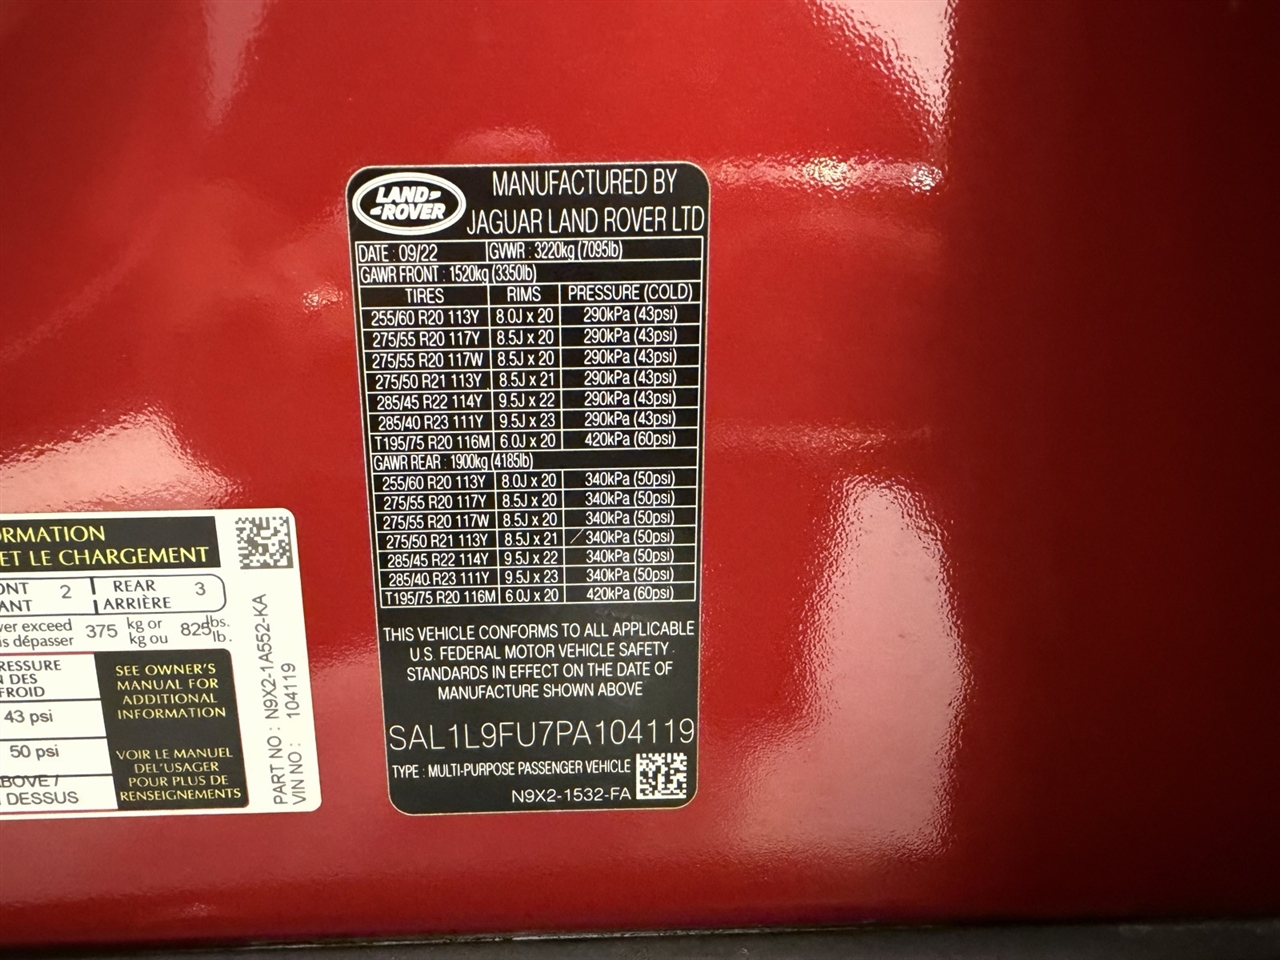 LAND ROVER
MANUFACTURED BY
JAGUAR LAND ROVER LTD
DATE : 09/22 GVWR : 3220kg (7095lb)
GAWR FRONT : 1520kg (3350lb)
TIRES RIMS PRESSURE (COLD)
255/60 R20 113Y 8.0J x 20 290kPa (43psi)
275/55 R20 117Y 8.5J x 20 290kPa (43psi)
275/55 R20 117W 8.5J x 20 290kPa (43psi)
275/50 R21 113Y 8.5J x 21 290kPa (43psi)
285/45 R22 114Y 9.5J x 22 290kPa (43psi)
285/40 R23 111Y 9.5J x 23 290kPa (43psi)
T195/75 R20 116M 6.0J x 20 420kPa (60psi)
GAWR REAR : 1900kg (4185lb)
255/60 R20 113Y 8.0J x 20 340kPa (50psi)
275/55 R20 117Y 8.5J x 20 340kPa (50psi)
275/55 R20 117W 8.5J x 20 340kPa (50psi)
275/50 R21 113Y 8.5J x 21 340kPa (50psi)
285/45 R22 114Y 9.5J x 22 340kPa (50psi)
285/40 R23 111Y 9.5J x 23 340kPa (50psi)
T195/75 R20 116M 6.0J x 20 420kPa (60psi)
THIS VEHICLE CONFORMS TO ALL APPLICABLE
U.S. FEDERAL MOTOR VEHICLE SAFETY
STANDARDS IN EFFECT ON THE DATE OF
MANUFACTURE SHOWN ABOVE
SAL1L9FU7PA104119
TYPE : MULTI-PURPOSE PASSENGER VEHICLE
N9X2-1532-FA
ORMATION
ET LE CHARGEMENT
ONT 2 REAR 3
ANT ARRIÈRE
ver exceed 375 kg or 825 lbs.
is dépasser kg ou lb.
RESSURE
N DES
FROID
43 psi
50 psi
ABOVE /
DESSUS
SEE OWNER'S
MANUAL FOR
ADDITIONAL
INFORMATION
VOIR LE MANUEL
DEL'USAGER
POUR PLUS DE
RENSEIGNEMENTS
PART NO : N9X2-1A552-KA
VIN NO : 104119